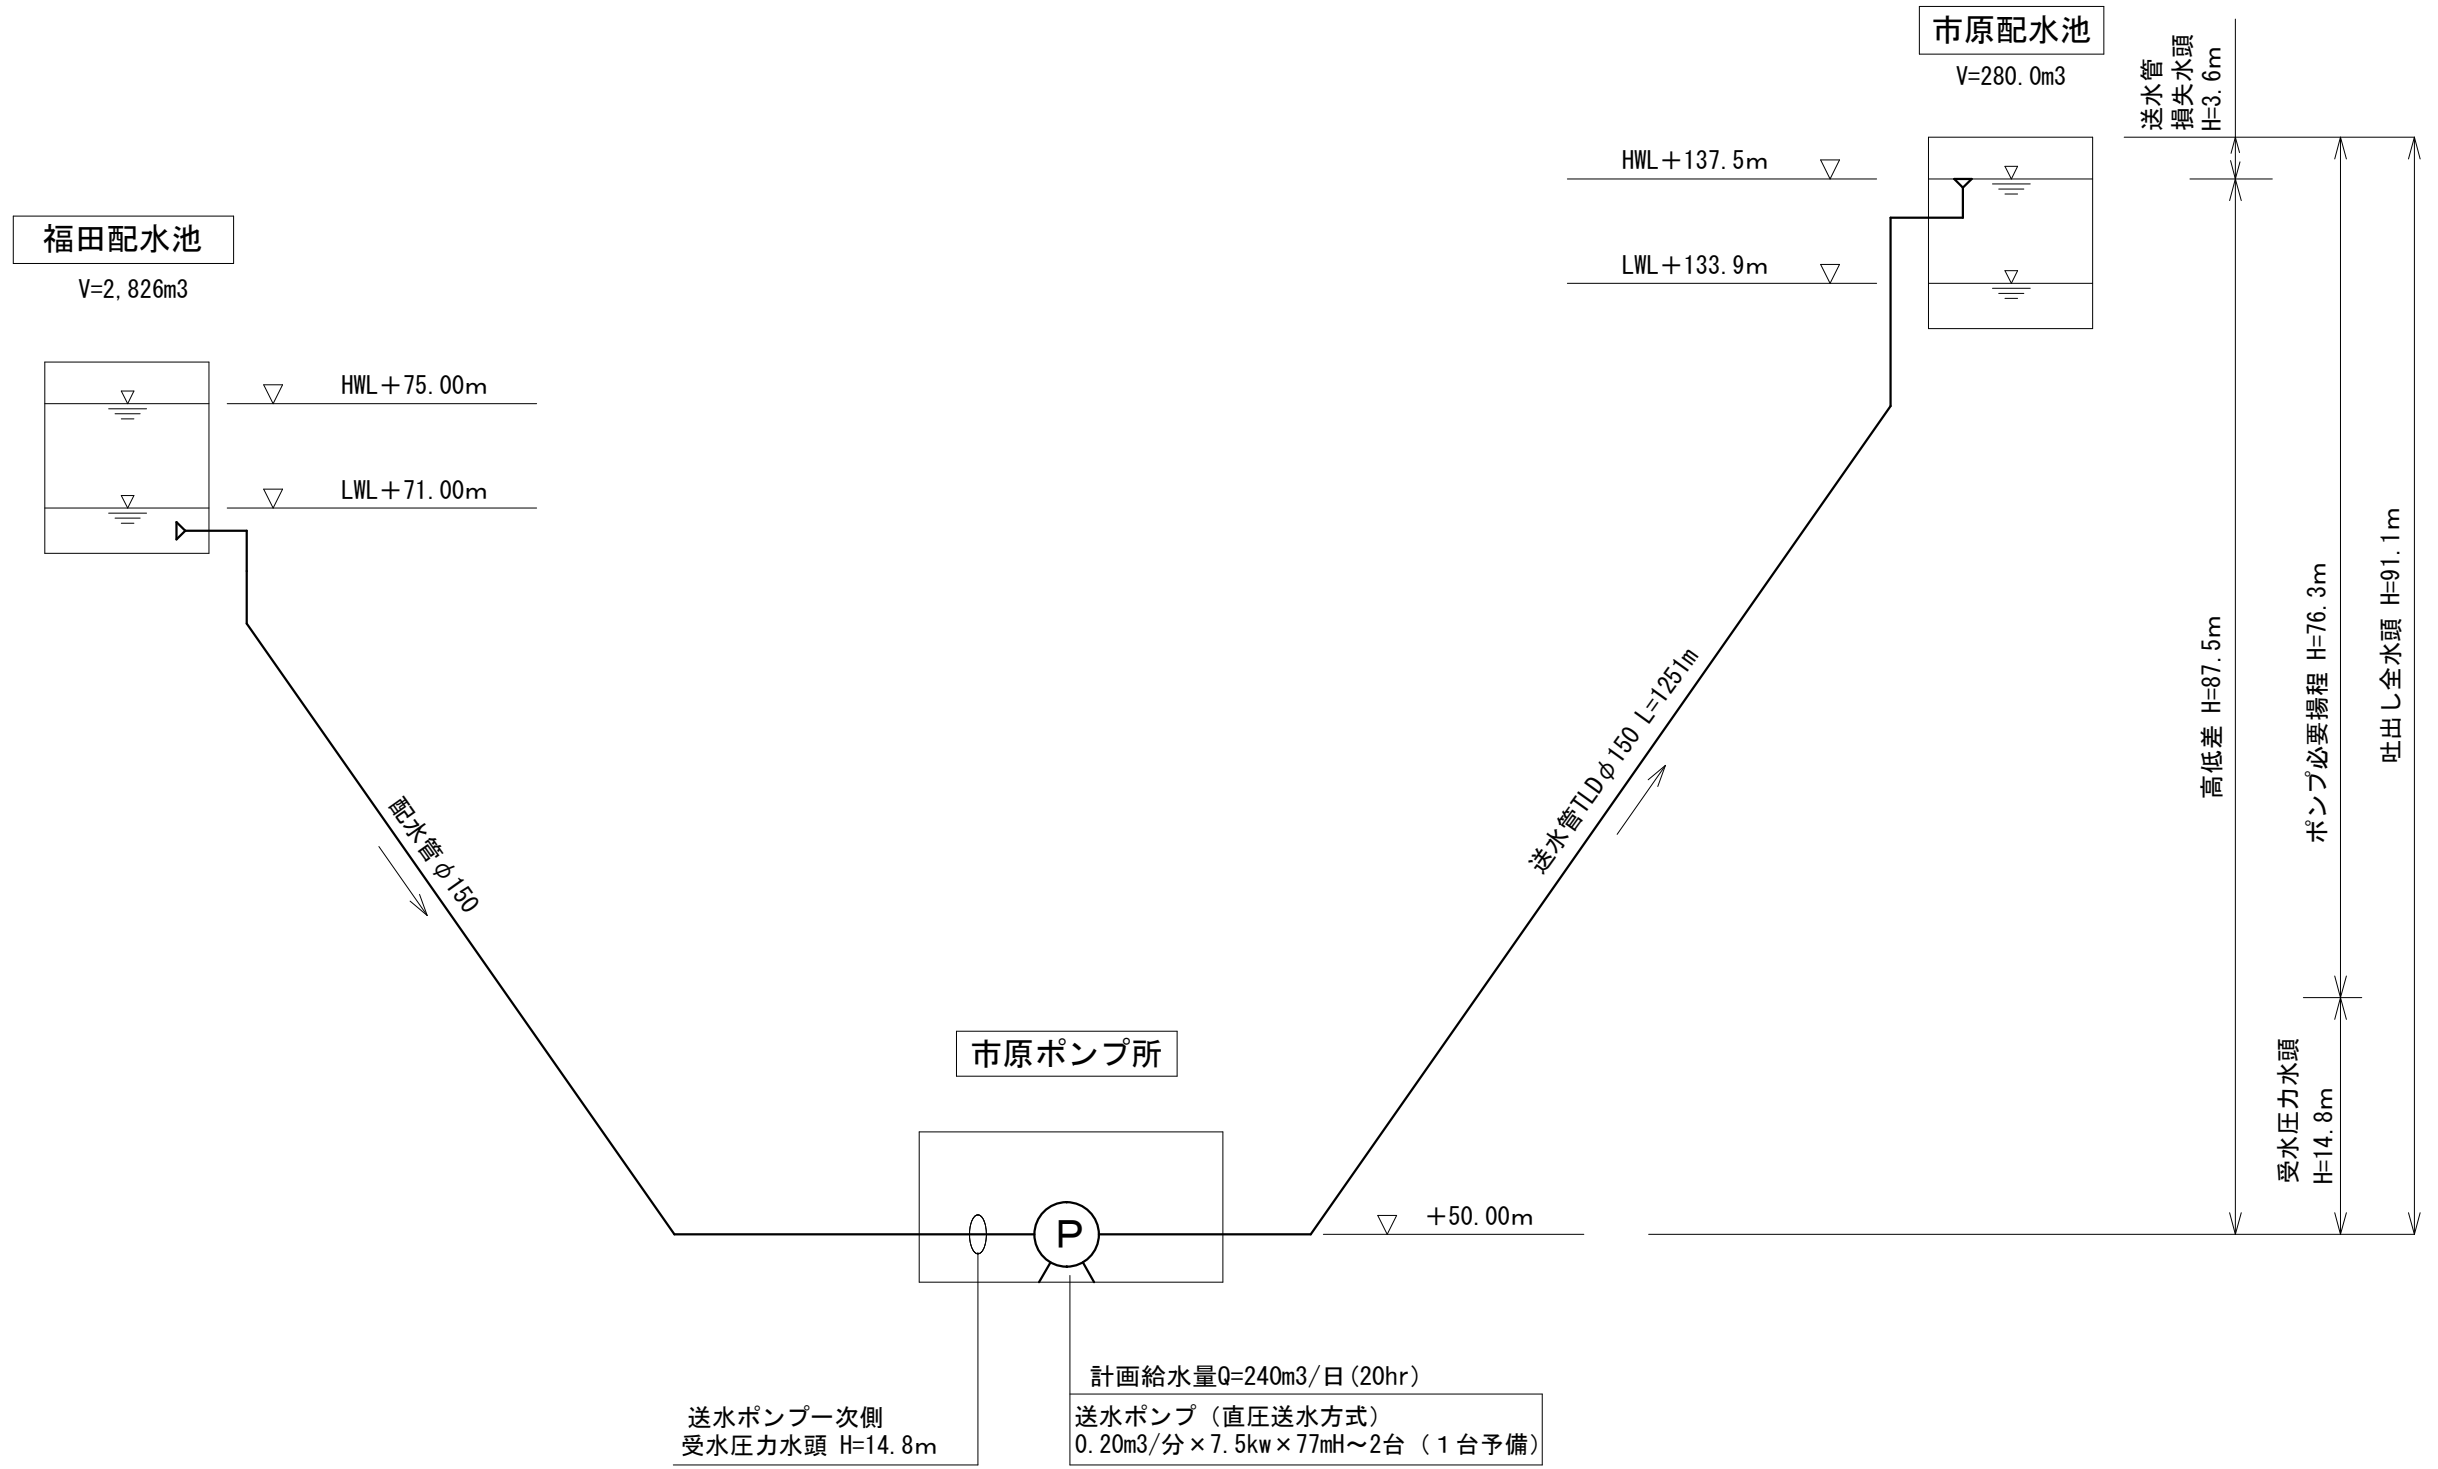 市原配水池
V=280.0m3
送水管
損失水頭
H=3.6m
HWL＋137.5m
LWL＋133.9m
福田配水池
V=2,826m3
HWL＋75.00m
LWL＋71.00m
配水管φ150
送水管TLDφ150 L=1251m
高低差 H=87.5m
ポンプ必要揚程 H=76.3m
吐出し全水頭 H=91.1m
受水圧力水頭
H=14.8m
市原ポンプ所
P
＋50.00m
計画給水量Q=240m3/日(20hr)
送水ポンプ一次側
受水圧力水頭 H=14.8m
送水ポンプ（直圧送水方式）
0.20m3/分×7.5kw×77mH～2台（１台予備）